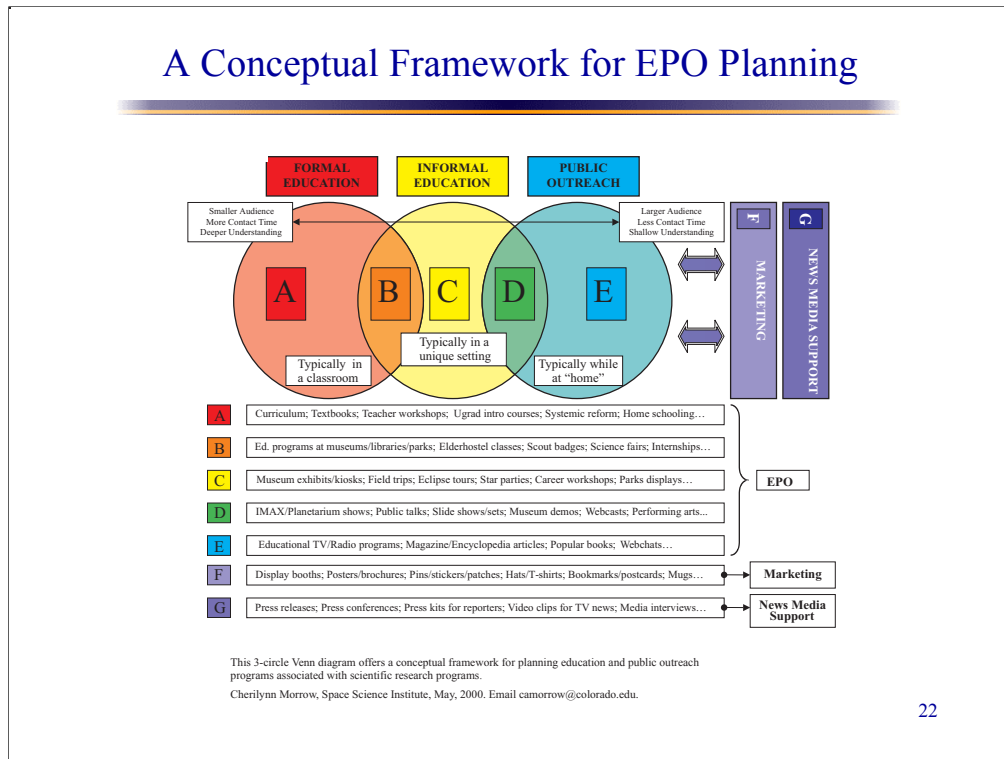 A Conceptual Framework for EPO Planning
FORMAL
EDUCATION
INFORMAL
EDUCATION
PUBLIC
OUTREACH
Smaller Audience
More Contact Time
Deeper Understanding
Larger Audience
Less Contact Time
Shallow Understanding
F
MARKETING
G
NEWS MEDIA SUPPORT
A
B
C
D
E
Typically in a
unique setting
Typically in
a classroom
Typically while
at “home”
A
Curriculum; Textbooks; Teacher workshops; Ugrad intro courses; Systemic reform; Home schooling…
B
Ed. programs at museums/libraries/parks; Elderhostel classes; Scout badges; Science fairs; Internships…
C
Museum exhibits/kiosks; Field trips; Eclipse tours; Star parties; Career workshops; Parks displays…
EPO
D
IMAX/Planetarium shows; Public talks; Slide shows/sets; Museum demos; Webcasts; Performing arts...
E
Educational TV/Radio programs; Magazine/Encyclopedia articles; Popular books; Webchats…
F
Display booths; Posters/brochures; Pins/stickers/patches; Hats/T-shirts; Bookmarks/postcards; Mugs…
Marketing
G
Press releases; Press conferences; Press kits for reporters; Video clips for TV news; Media interviews…
News Media
Support
This 3-circle Venn diagram offers a conceptual framework for planning education and public outreach
programs associated with scientific research programs.
Cherilynn Morrow, Space Science Institute, May, 2000. Email camorrow@colorado.edu.
22